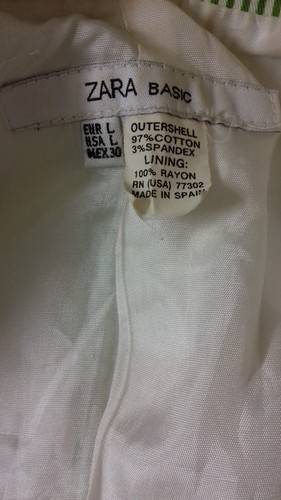 ZARA BASIC
EUR L
USA L
MEX 30
OUTERSHELL
97% COTTON
3% SPANDEX
LINING:
100% RAYON
RN (USA) 77302
MADE IN SPAIN